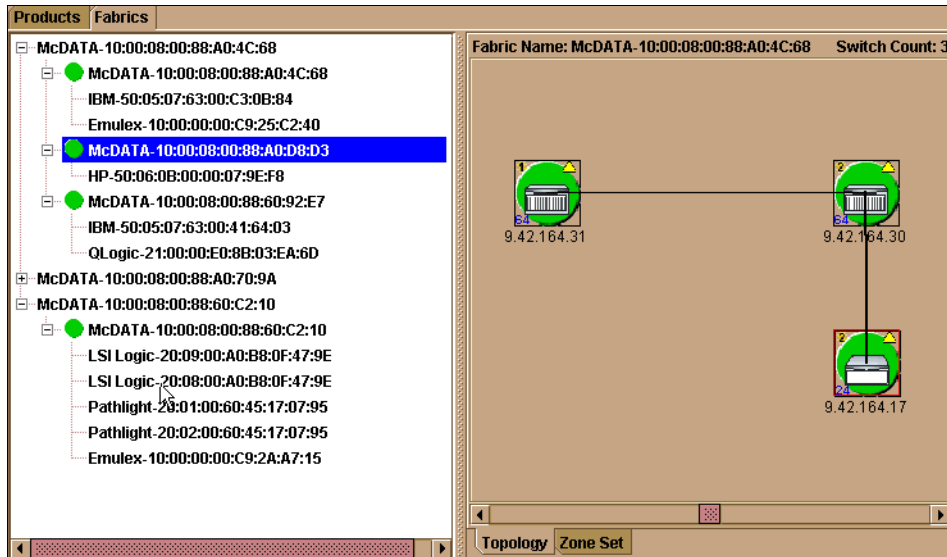 Products Fabrics
McDATA-10:00:08:00:88:A0:4C:68
McDATA-10:00:08:00:88:A0:4C:68
IBM-50:05:07:63:00:C3:0B:84
Emulex-10:00:00:00:C9:25:C2:40
McDATA-10:00:08:00:88:A0:D8:D3
HP-50:06:0B:00:00:07:9E:F8
McDATA-10:00:08:00:88:60:92:E7
IBM-50:05:07:63:00:41:64:03
QLogic-21:00:00:E0:8B:03:EA:6D
McDATA-10:00:08:00:88:A0:70:9A
McDATA-10:00:08:00:88:60:C2:10
McDATA-10:00:08:00:88:60:C2:10
LSI Logic-20:09:00:A0:B8:0F:47:9E
LSI Logic-20:08:00:A0:B8:0F:47:9E
Pathlight-20:01:00:60:45:17:07:95
Pathlight-20:02:00:60:45:17:07:95
Emulex-10:00:00:00:C9:2A:A7:15
Fabric Name: McDATA-10:00:08:00:88:A0:4C:68 Switch Count: 3
1
64
9.42.164.31
2
64
9.42.164.30
2
24
9.42.164.17
Topology Zone Set